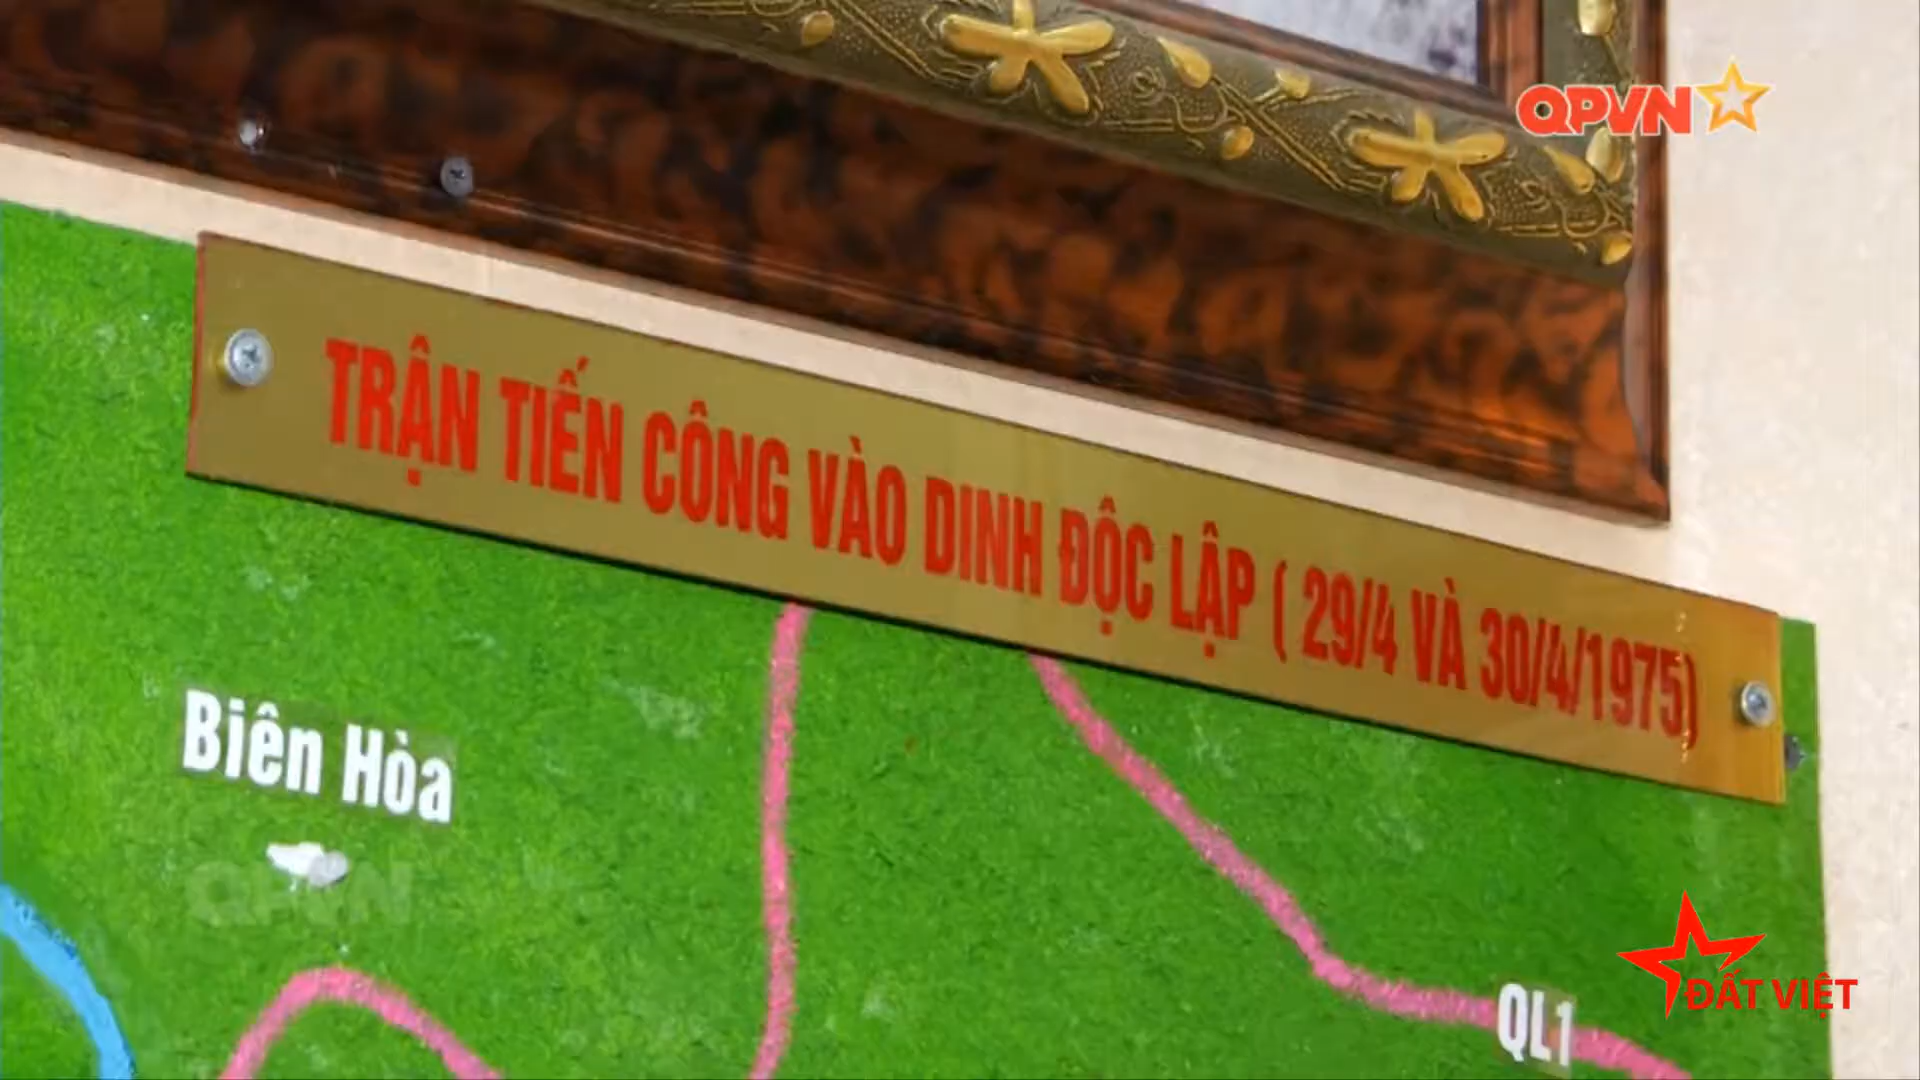 QPVN
TRẬN TIẾN CÔNG VÀO DINH ĐỘC LẬP ( 29/4 VÀ 30/4/1975)
Biên Hòa
QPVN
ĐẤT VIỆT
QL1